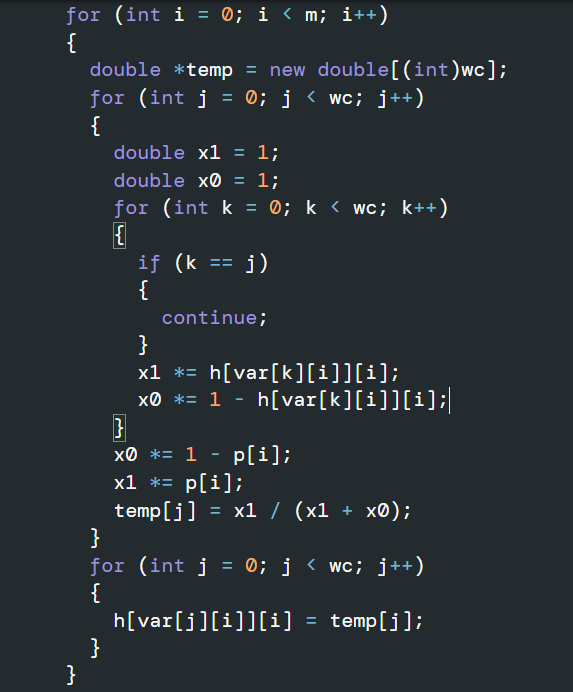 for (int i = 0; i < m; i++)
{
  double *temp = new double[(int)wc];
  for (int j = 0; j < wc; j++)
  {
    double x1 = 1;
    double x0 = 1;
    for (int k = 0; k < wc; k++)
    {
      if (k == j)
      {
        continue;
      }
      x1 *= h[var[k][i]][i];
      x0 *= 1 - h[var[k][i]][i];
    }
    x0 *= 1 - p[i];
    x1 *= p[i];
    temp[j] = x1 / (x1 + x0);
  }
  for (int j = 0; j < wc; j++)
  {
    h[var[j][i]][i] = temp[j];
  }
}